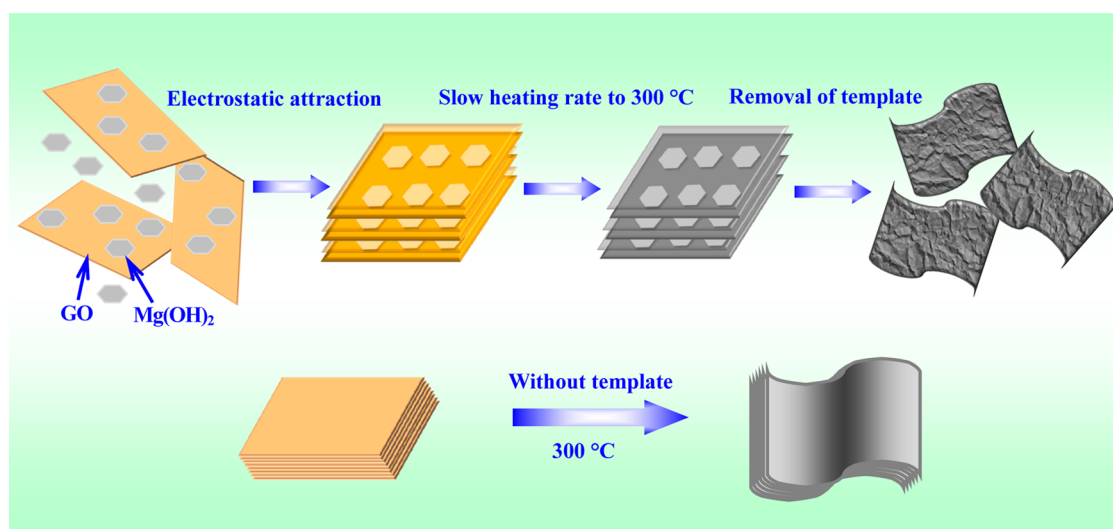 Electrostatic attraction
Slow heating rate to 300 °C
Removal of template
GO
Mg(OH)₂
Without template
300 °C